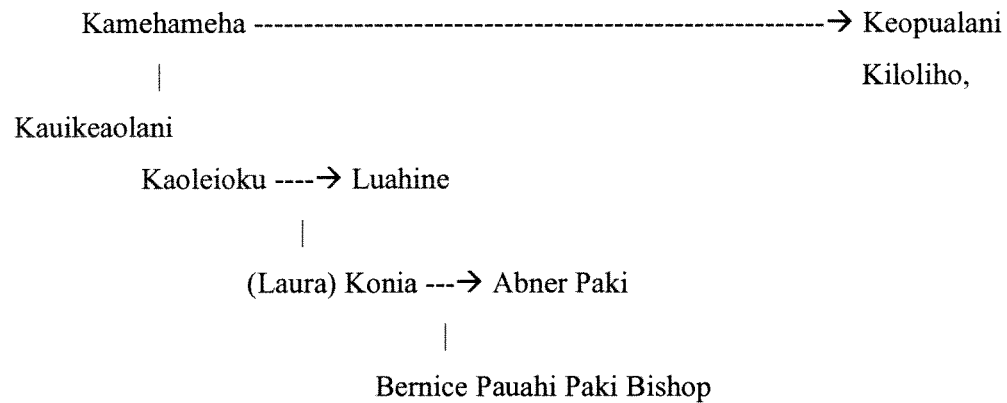 Kamehameha ----------------------------------------------------------→ Keopualani
| Kiloliho,
Kauikeaolani
Kaoleioku ----→ Luahine
|
(Laura) Konia ---→ Abner Paki
|
Bernice Pauahi Paki Bishop